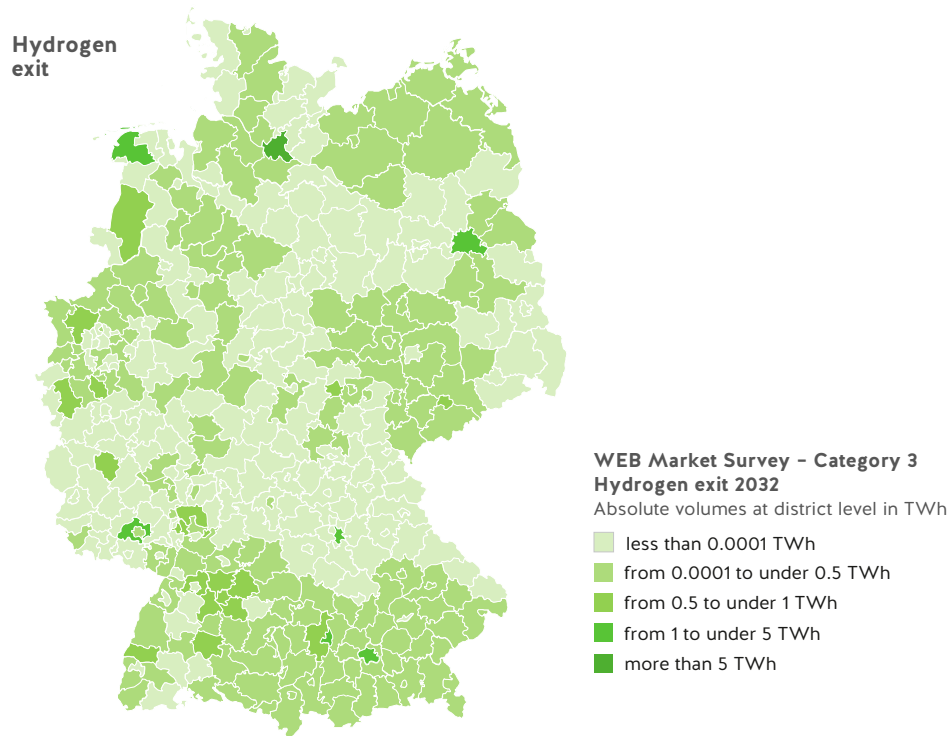 Hydrogen
exit
WEB Market Survey – Category 3
Hydrogen exit 2032
Absolute volumes at district level in TWh
less than 0.0001 TWh
from 0.0001 to under 0.5 TWh
from 0.5 to under 1 TWh
from 1 to under 5 TWh
more than 5 TWh